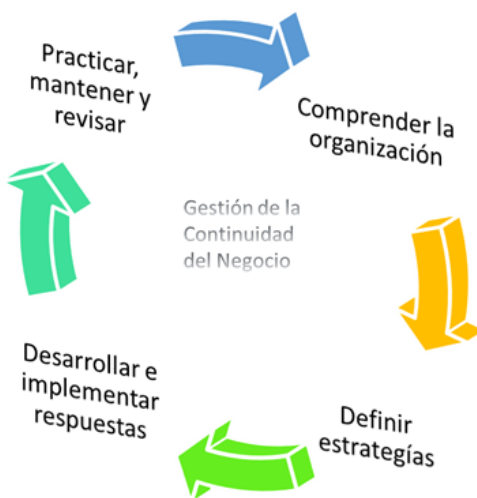 Practicar,
mantener y
revisar
Comprender la
organización
Gestión de la
Continuidad
del Negocio
Desarrollar e
implementar
respuestas
Definir
estrategías